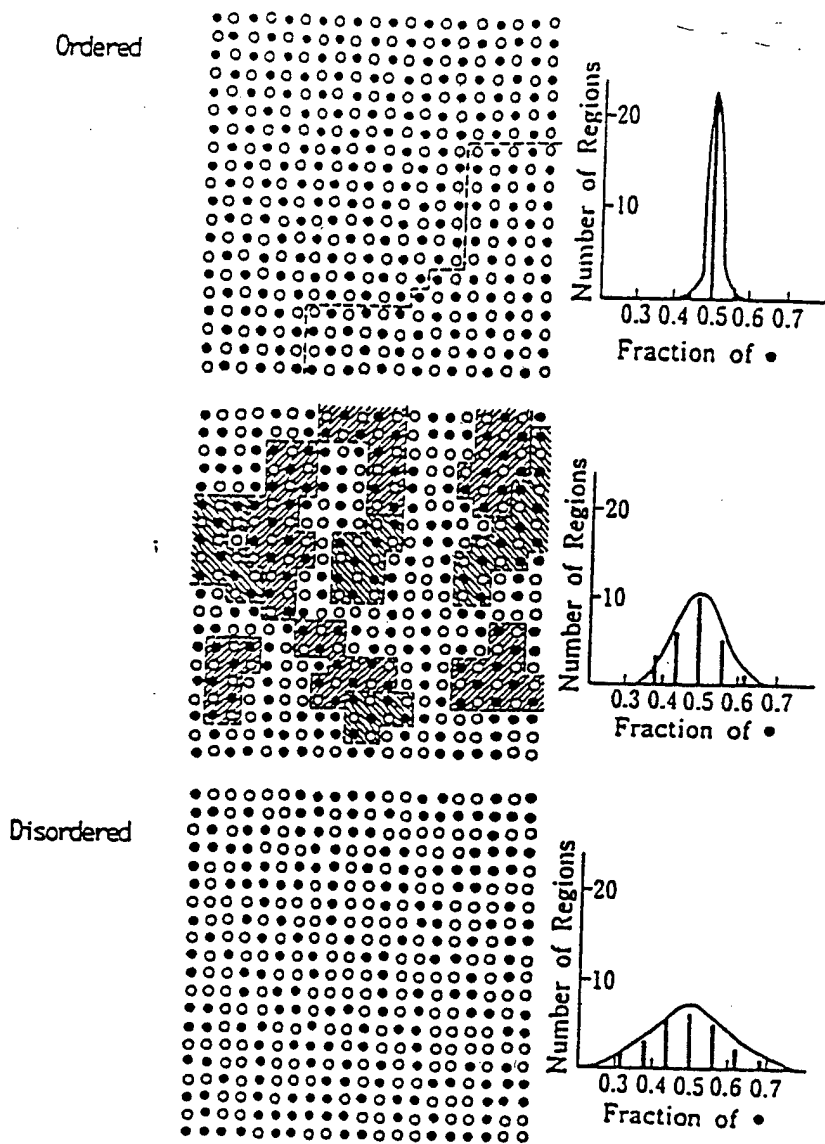 Ordered
Number of Regions
20
10
0.3 0.4 0.5 0.6 0.7
Fraction of •
Number of Regions
20
10
0.3 0.4 0.5 0.6 0.7
Fraction of •
Disordered
Number of Regions
20
10
0.3 0.4 0.5 0.6 0.7
Fraction of •